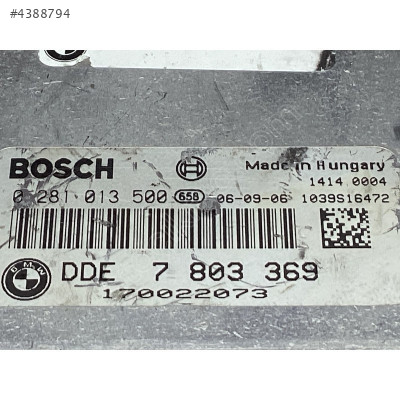 #4388794
BOSCH
Made in Hungary
1414 0004
0 281 013 500 658 06-09-06 1039S16472
BMW
DDE 7 803 369
170022073